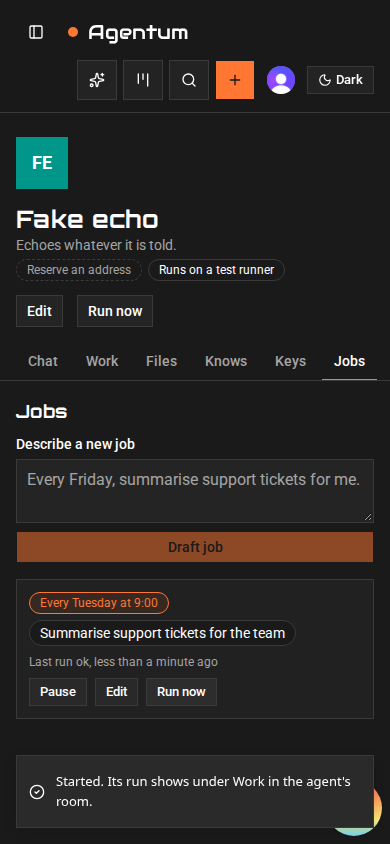 Agentum
Dark
FE
Fake echo
Echoes whatever it is told.
Reserve an address
Runs on a test runner
Edit
Run now
Chat
Work
Files
Knows
Keys
Jobs
Jobs
Describe a new job
Every Friday, summarise support tickets for me.
Draft job
Every Tuesday at 9:00
Summarise support tickets for the team
Last run ok, less than a minute ago
Pause
Edit
Run now
Started. Its run shows under Work in the agent's
room.